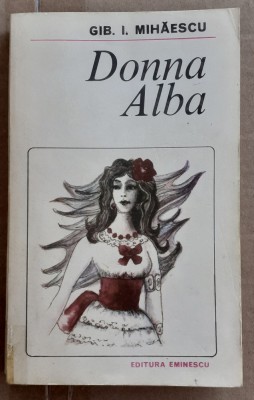 GIB. I. MIHĂESCU
Donna
Alba
EDITURA EMINESCU